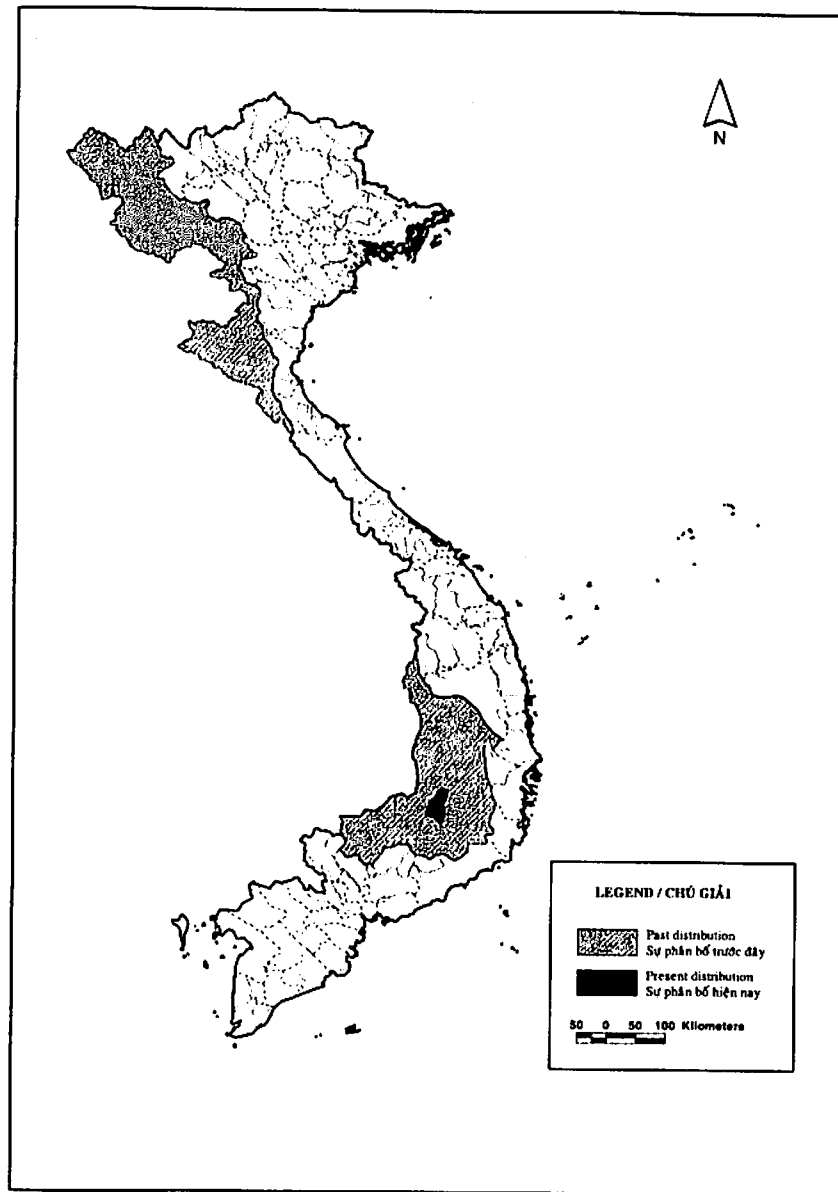 N
LEGEND / CHÚ GIẢI
Past distribution
Sự phân bố trước đây
Present distribution
Sự phân bố hiện nay
50 0 50 100 Kilometers